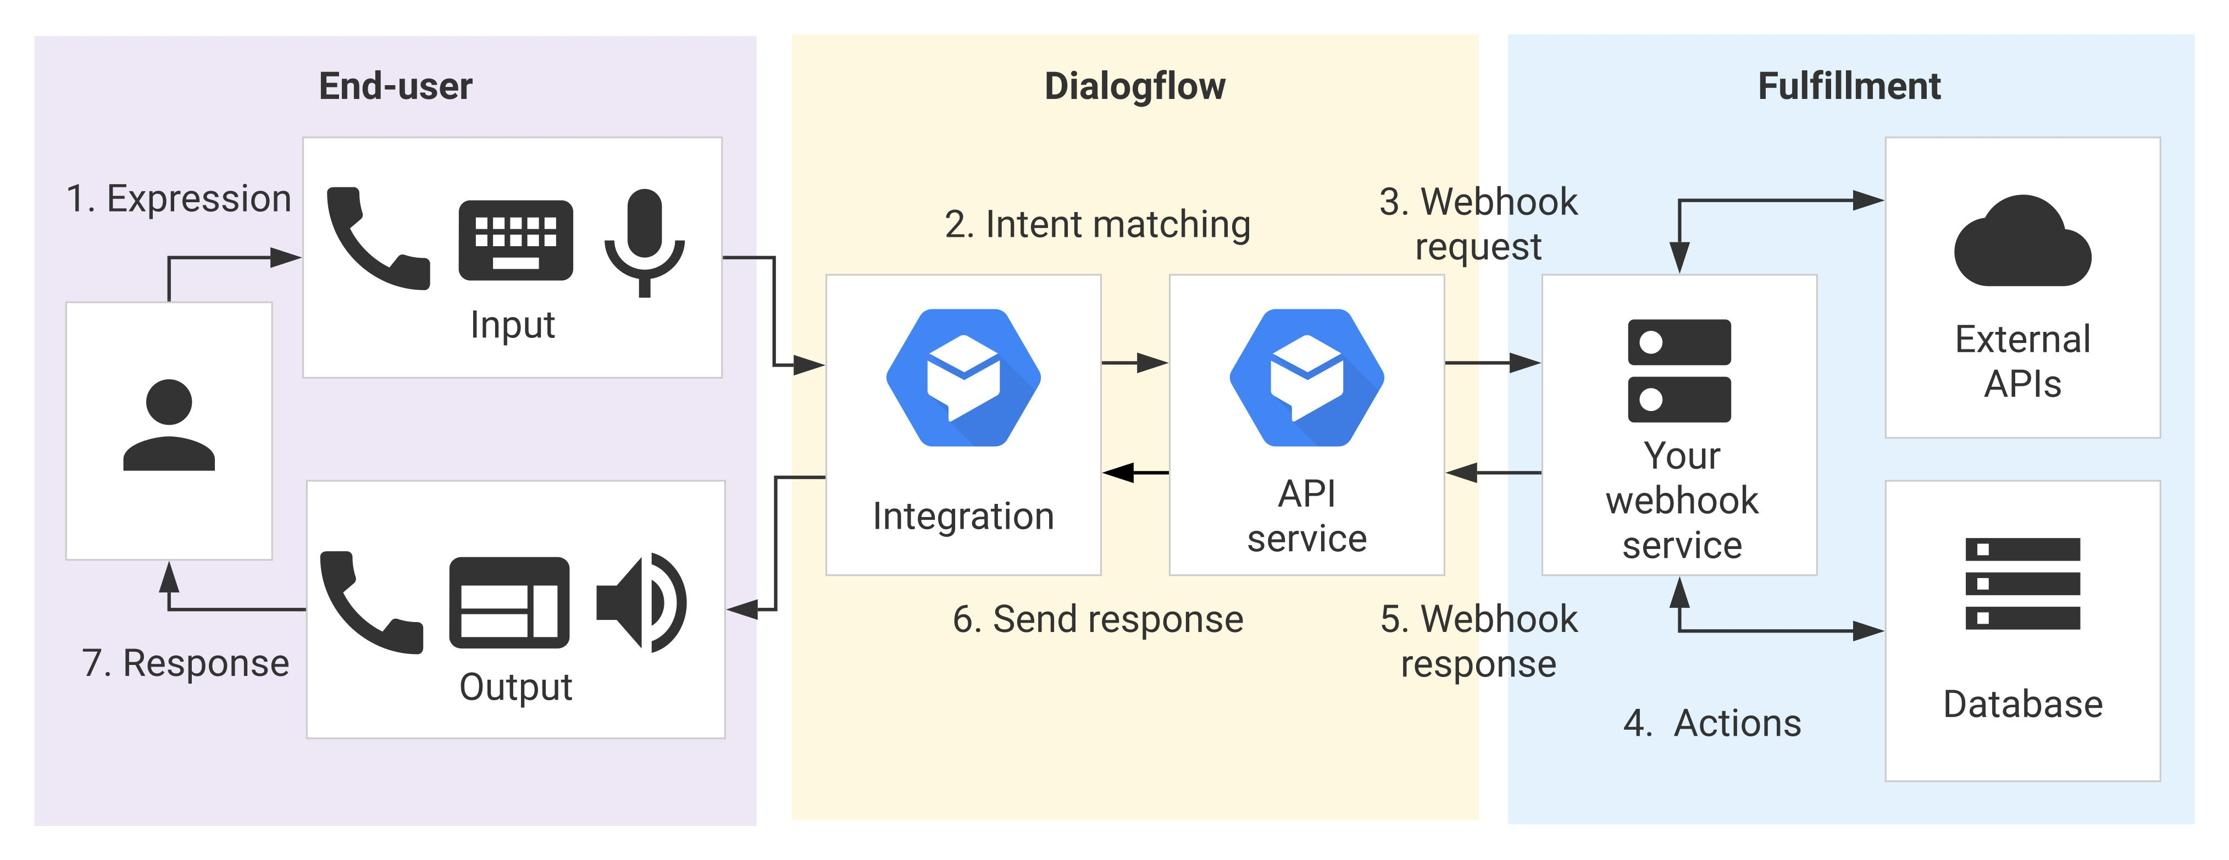 End-user
1. Expression
Input
Output
7. Response
Dialogflow
2. Intent matching
Integration
API
service
6. Send response
3. Webhook
request
5. Webhook
response
Fulfillment
External
APIs
Your
webhook
service
4. Actions
Database